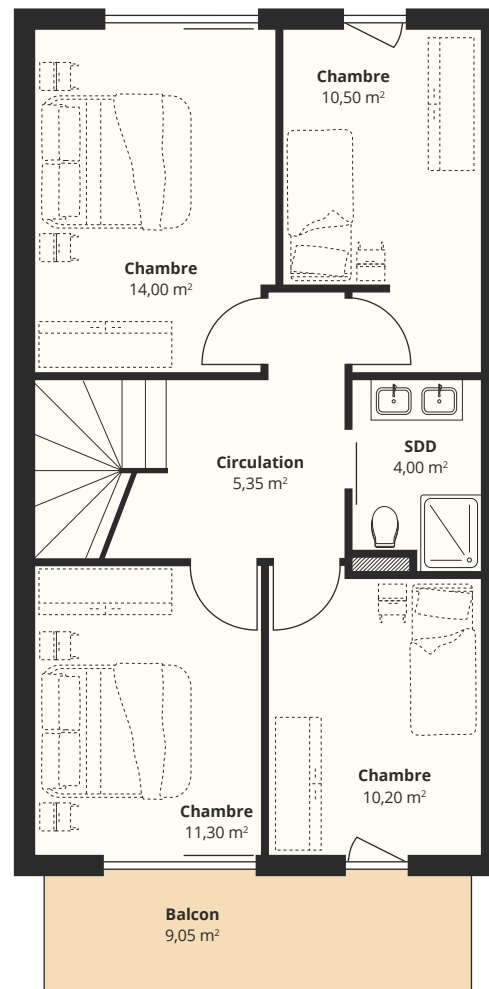 Chambre
10,50 m²
Chambre
14,00 m²
SDD
4,00 m²
Circulation
5,35 m²
Chambre
10,20 m²
Chambre
11,30 m²
Balcon
9,05 m²